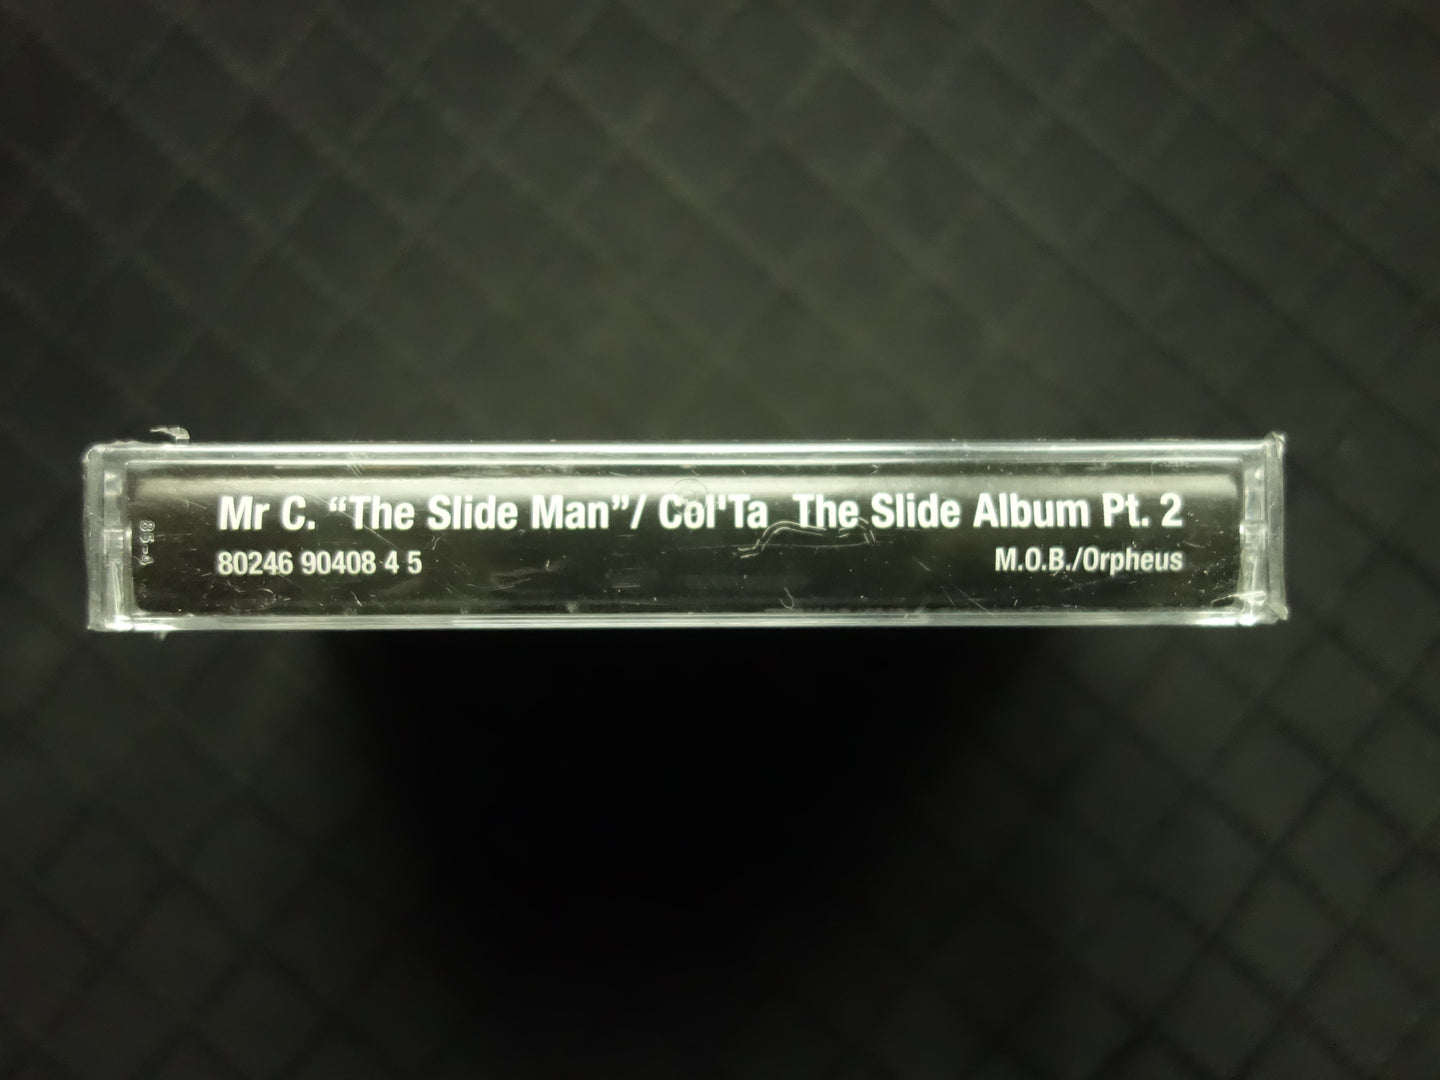 Mr C. “The Slide Man”/ Col'Ta The Slide Album Pt. 2
80246 90408 4 5
M.O.B./Orpheus